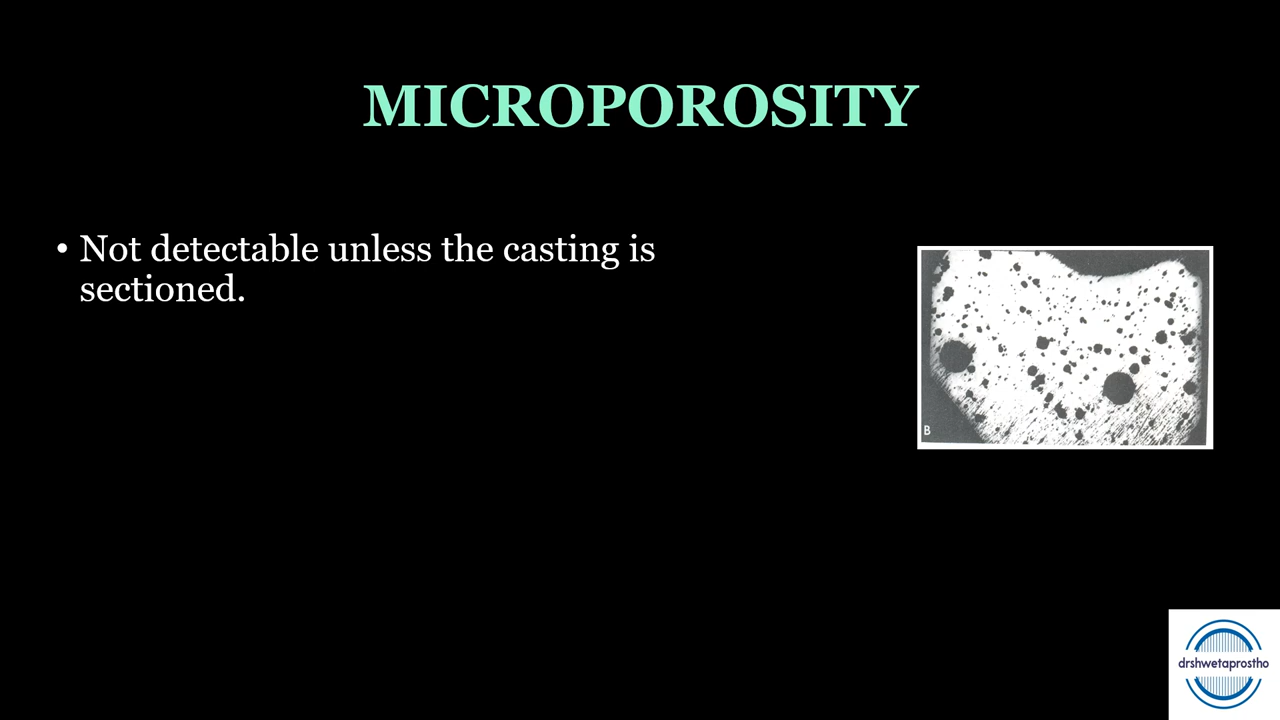 MICROPOROSITY
• Not detectable unless the casting is
sectioned.
B
drshwetaprostho